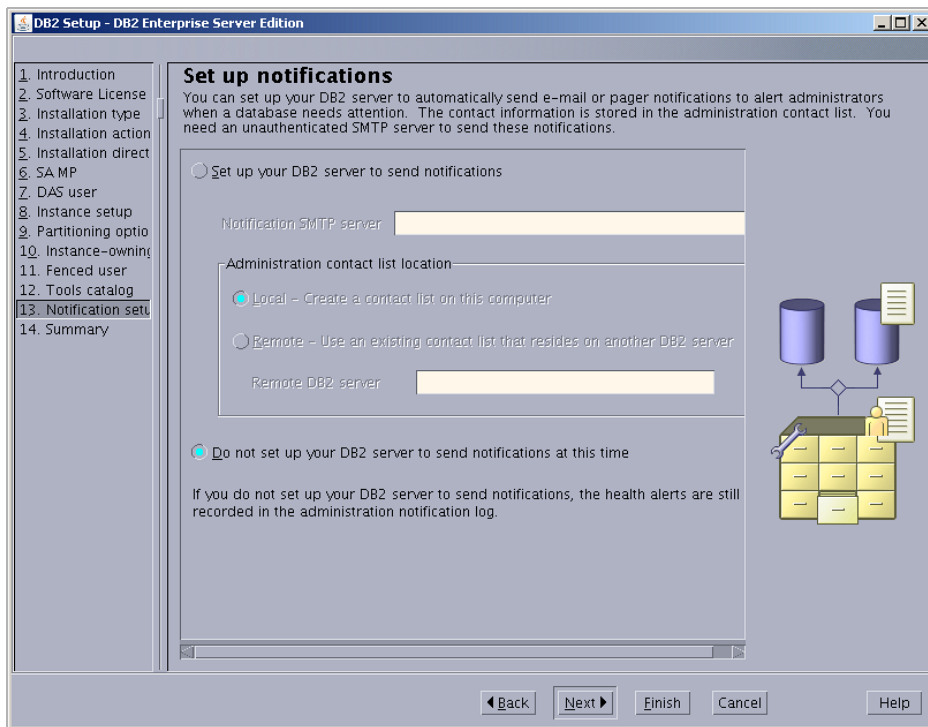 DB2 Setup - DB2 Enterprise Server Edition
1. Introduction
2. Software License
3. Installation type
4. Installation action
5. Installation direct
6. SA MP
7. DAS user
8. Instance setup
9. Partitioning optio
10. Instance-owning
11. Fenced user
12. Tools catalog
13. Notification setu
14. Summary
Set up notifications
You can set up your DB2 server to automatically send e-mail or pager notifications to alert administrators
when a database needs attention. The contact information is stored in the administration contact list. You
need an unauthenticated SMTP server to send these notifications.
Set up your DB2 server to send notifications
Notification SMTP server
Administration contact list location
Local - Create a contact list on this computer
Remote - Use an existing contact list that resides on another DB2 server
Remote DB2 server
Do not set up your DB2 server to send notifications at this time
If you do not set up your DB2 server to send notifications, the health alerts are still
recorded in the administration notification log.
Back Next Finish Cancel Help